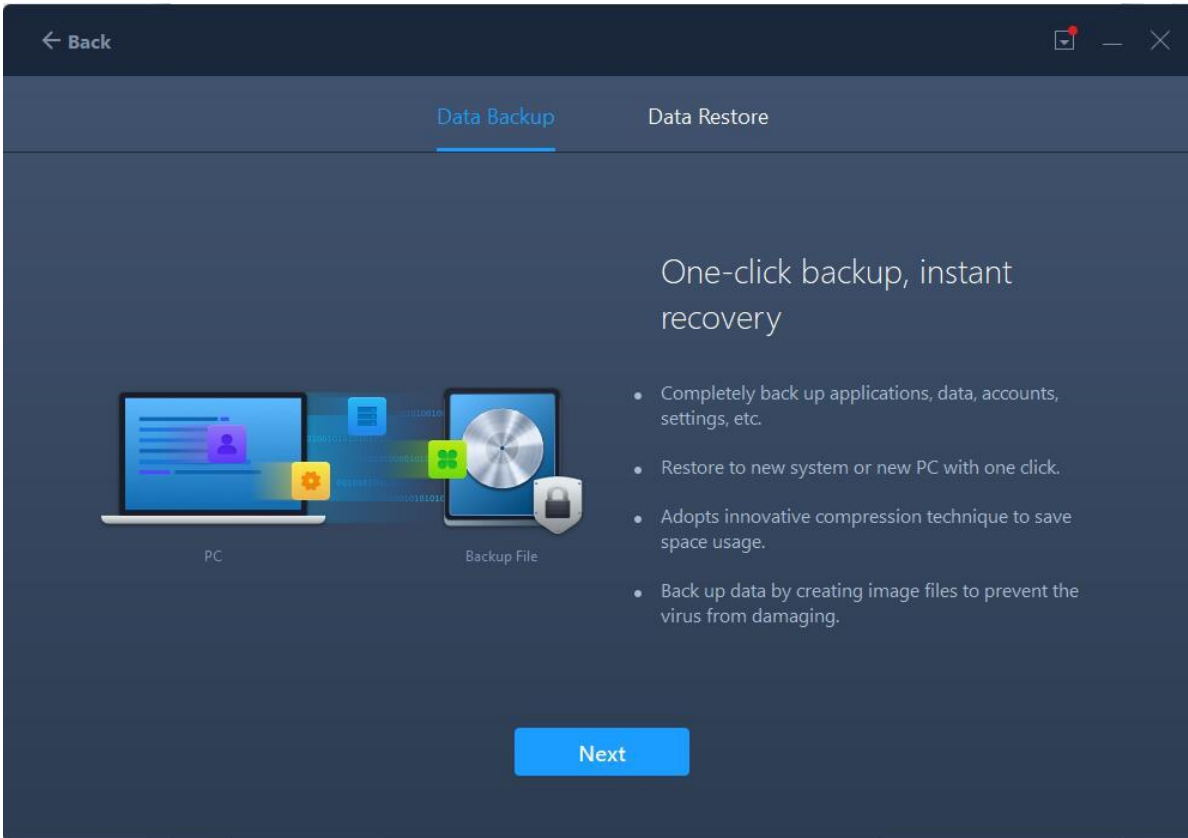 Back
Data Backup
Data Restore
One-click backup, instant
recovery
Completely back up applications, data, accounts,
settings, etc.
Restore to new system or new PC with one click.
Adopts innovative compression technique to save
space usage.
Back up data by creating image files to prevent the
virus from damaging.
PC
Backup File
Next